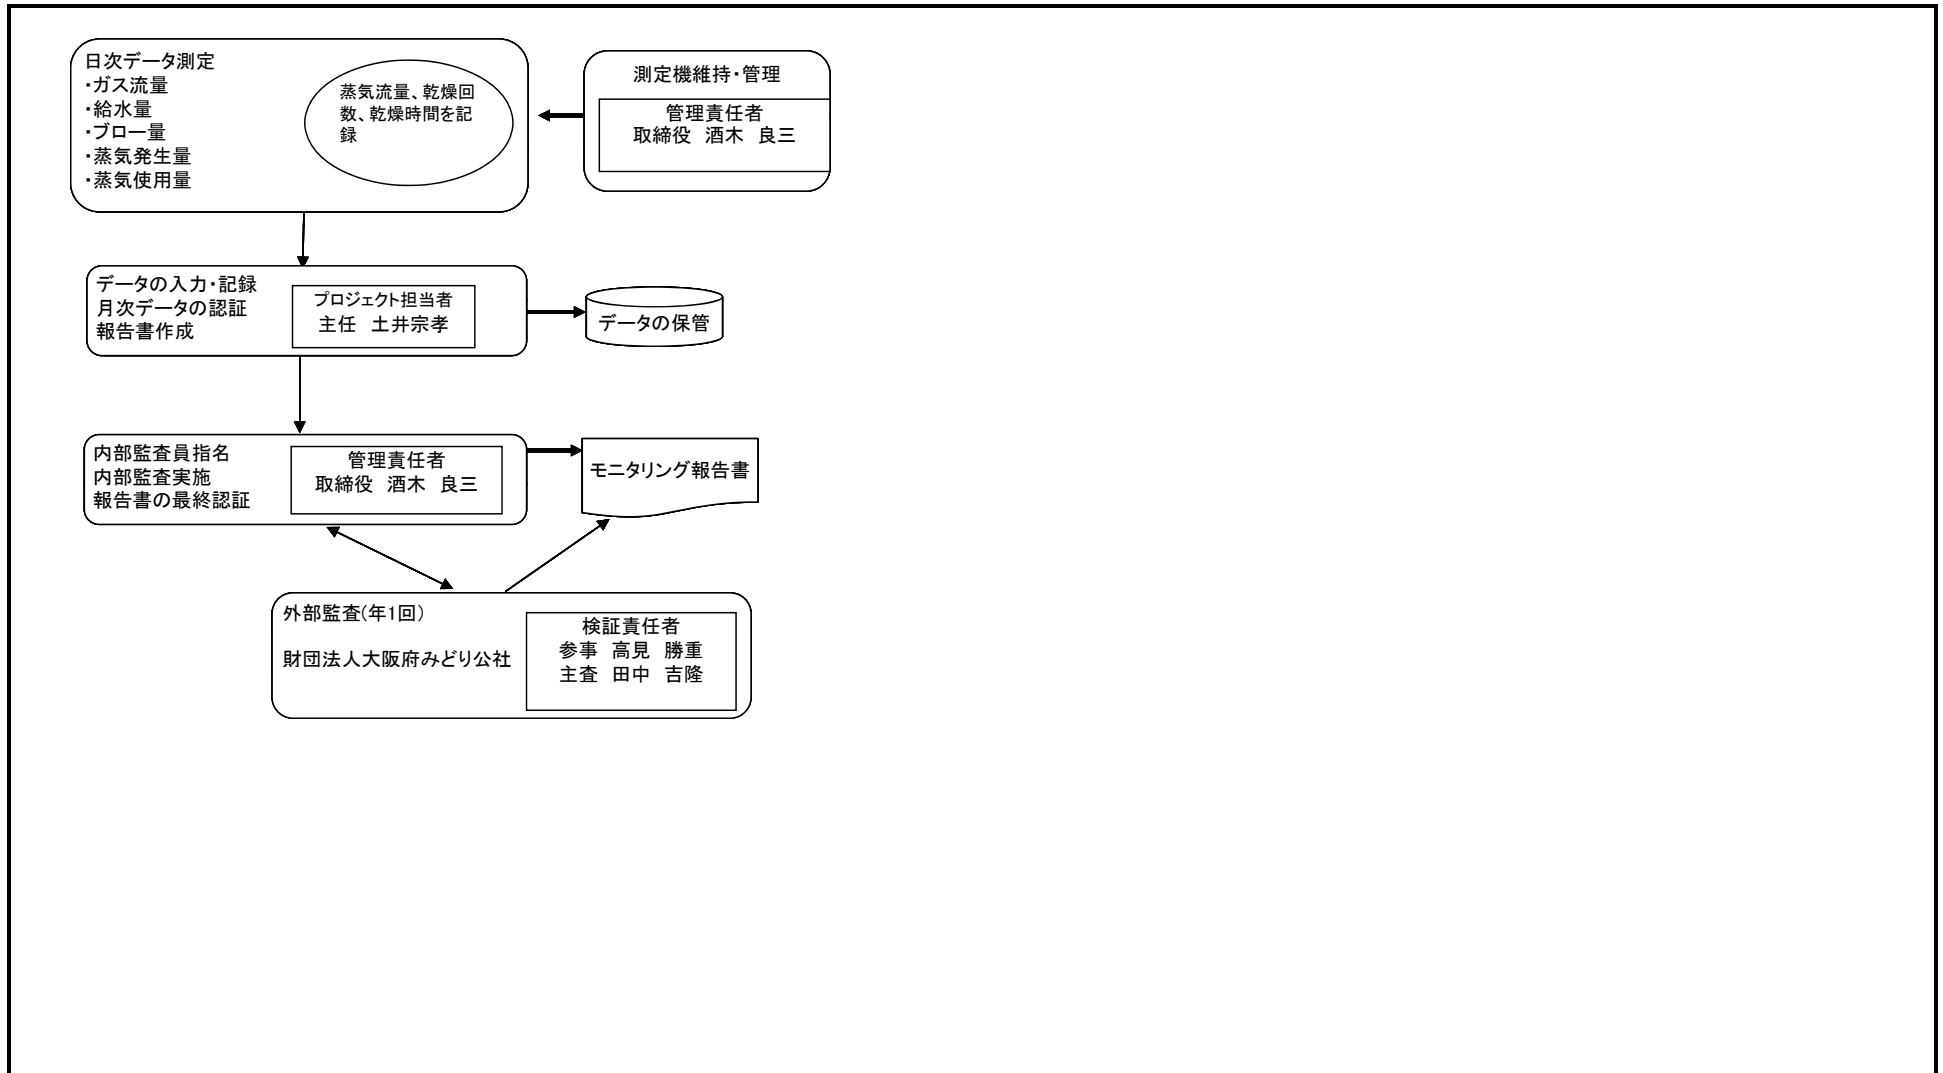 日次データ測定
・ガス流量
・給水量
・ブロー量
・蒸気発生量
・蒸気使用量
蒸気流量、乾燥回
数、乾燥時間を記
録
測定機維持・管理
管理責任者
取締役　酒木　良三
データの入力・記録
月次データの認証
報告書作成
プロジェクト担当者
主任　土井宗孝
データの保管
内部監査員指名
内部監査実施
報告書の最終認証
管理責任者
取締役　酒木　良三
モニタリング報告書
外部監査(年1回)
財団法人大阪府みどり公社
検証責任者
参事　高見　勝重
主査　田中　吉隆